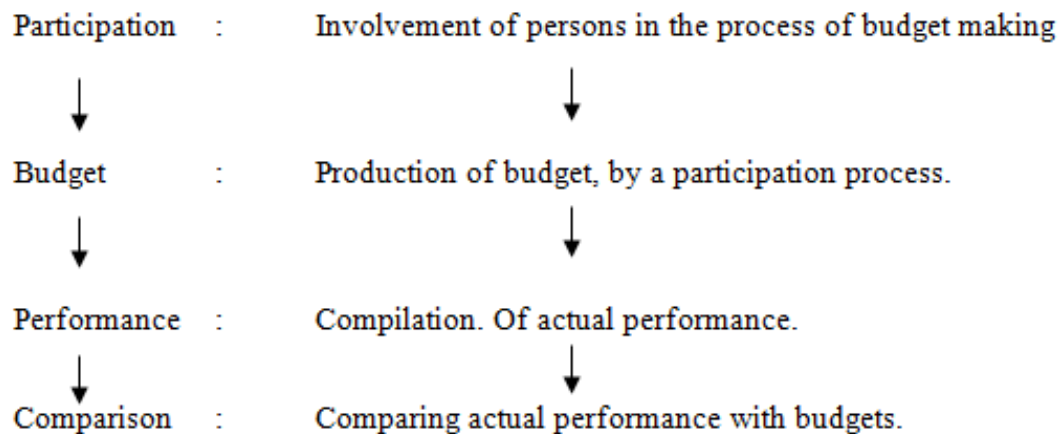 Participation : Involvement of persons in the process of budget making
Budget : Production of budget, by a participation process.
Performance : Compilation. Of actual performance.
Comparison : Comparing actual performance with budgets.